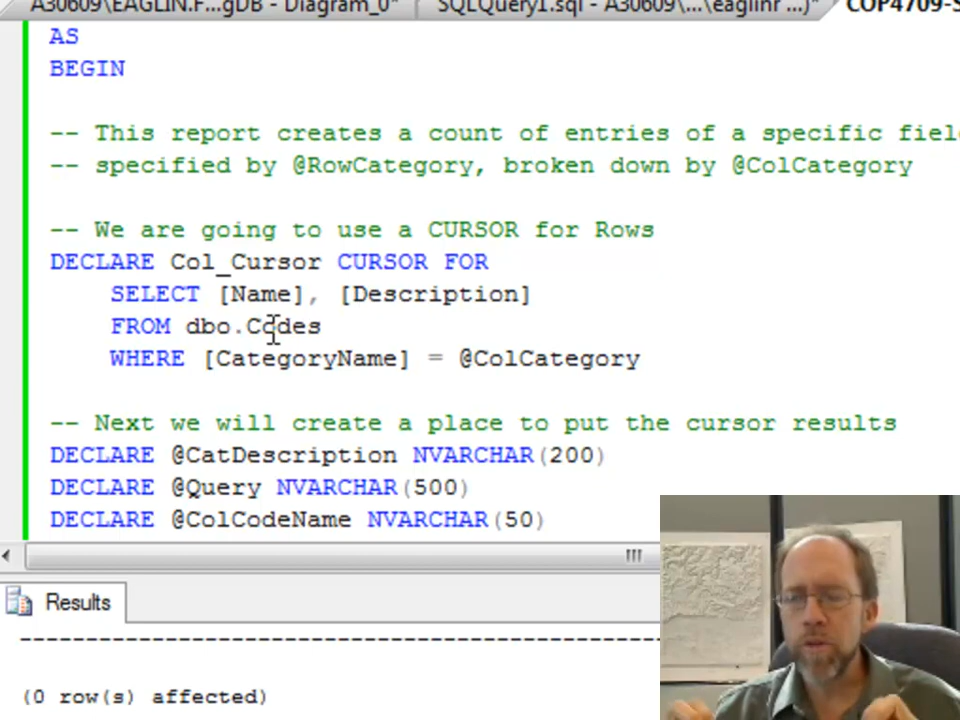 A30609\EAGLIN.F...gDB - Diagram_0* SQLQuery1.sql - A30609\...\eaglinr ...)* COP4709-S
AS
BEGIN
-- This report creates a count of entries of a specific fiel
-- specified by @RowCategory, broken down by @ColCategory
-- We are going to use a CURSOR for Rows
DECLARE Col_Cursor CURSOR FOR
SELECT [Name], [Description]
FROM dbo.Codes
WHERE [CategoryName] = @ColCategory
-- Next we will create a place to put the cursor results
DECLARE @CatDescription NVARCHAR(200)
DECLARE @Query NVARCHAR(500)
DECLARE @ColCodeName NVARCHAR(50)
Results
(0 row(s) affected)